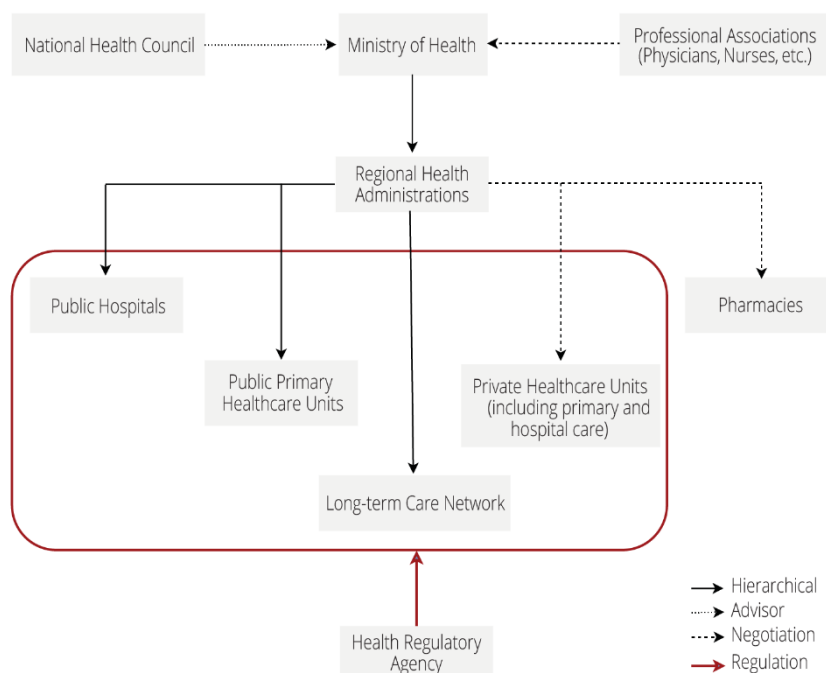 National Health Council
Ministry of Health
Professional Associations
(Physicians, Nurses, etc.)
Regional Health
Administrations
Public Hospitals
Pharmacies
Public Primary
Healthcare Units
Private Healthcare Units
(including primary and
hospital care)
Long-term Care Network
Health Regulatory
Agency
Hierarchical
Advisor
Negotiation
Regulation